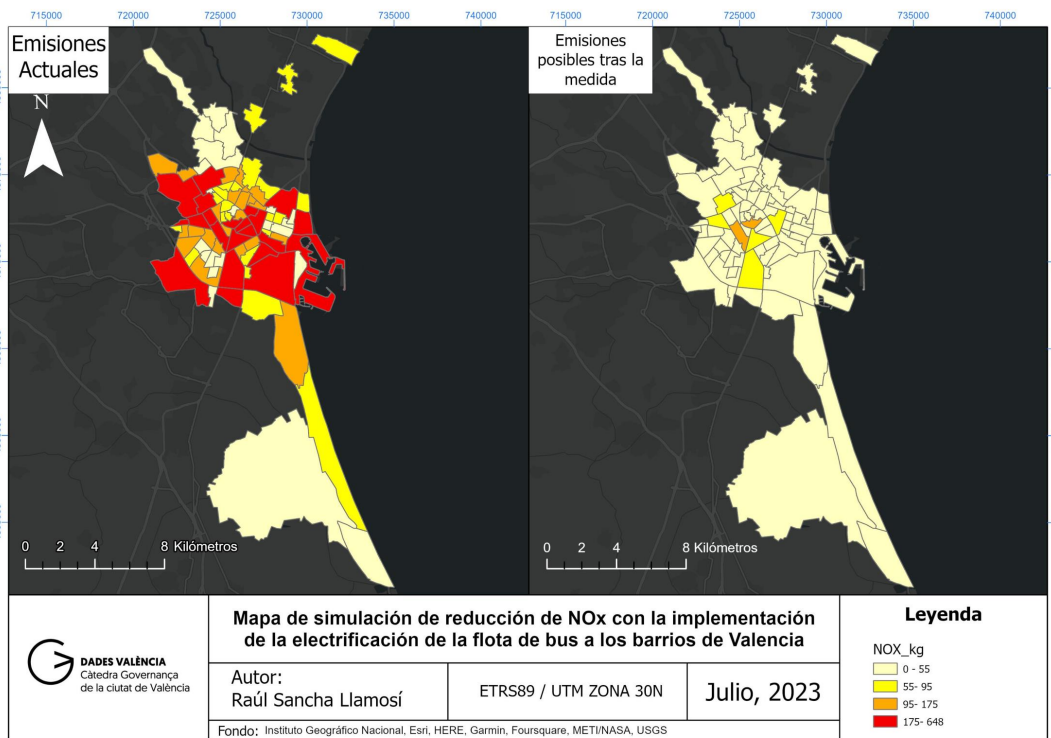 715000 720000 725000 730000 735000 740000
715000 720000 725000 730000 735000 740000
Emisiones
Actuales
N
Emisiones
posibles tras la
medida
0 2 4 8 Kilómetros
0 2 4 8 Kilómetros
DADES VALÈNCIA
Càtedra Governança
de la ciutat de València
Mapa de simulación de reducción de NOx con la implementación
de la electrificación de la flota de bus a los barrios de Valencia
Autor:
Raúl Sancha Llamosí
ETRS89 / UTM ZONA 30N
Julio, 2023
Fondo: Instituto Geográfico Nacional, Esri, HERE, Garmin, Foursquare, METI/NASA, USGS
Leyenda
NOX_kg
0 - 55
55- 95
95- 175
175- 648